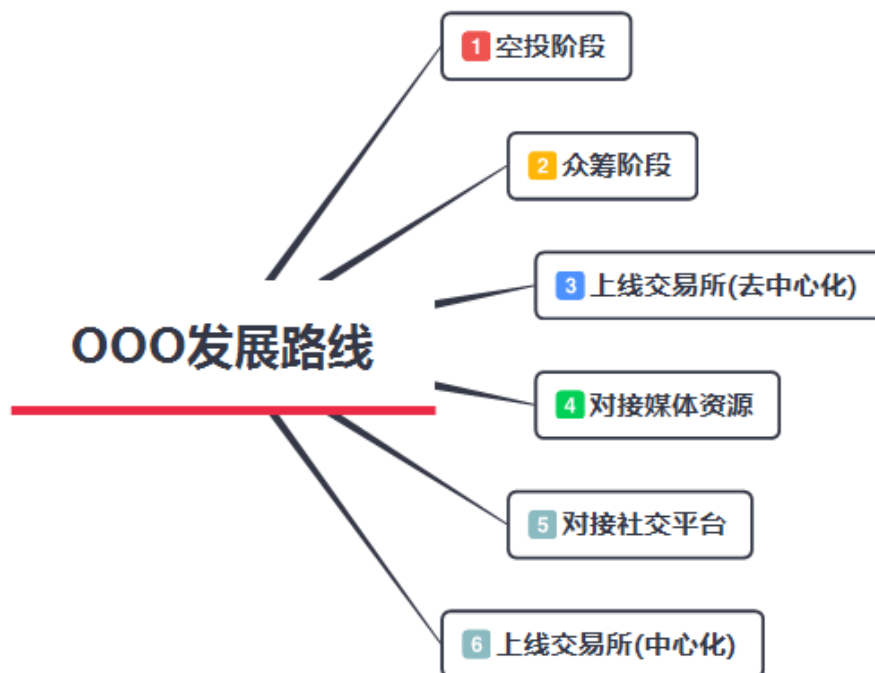 1 空投阶段
2 众筹阶段
3 上线交易所(去中心化)
OOO发展路线
4 对接媒体资源
5 对接社交平台
6 上线交易所(中心化)